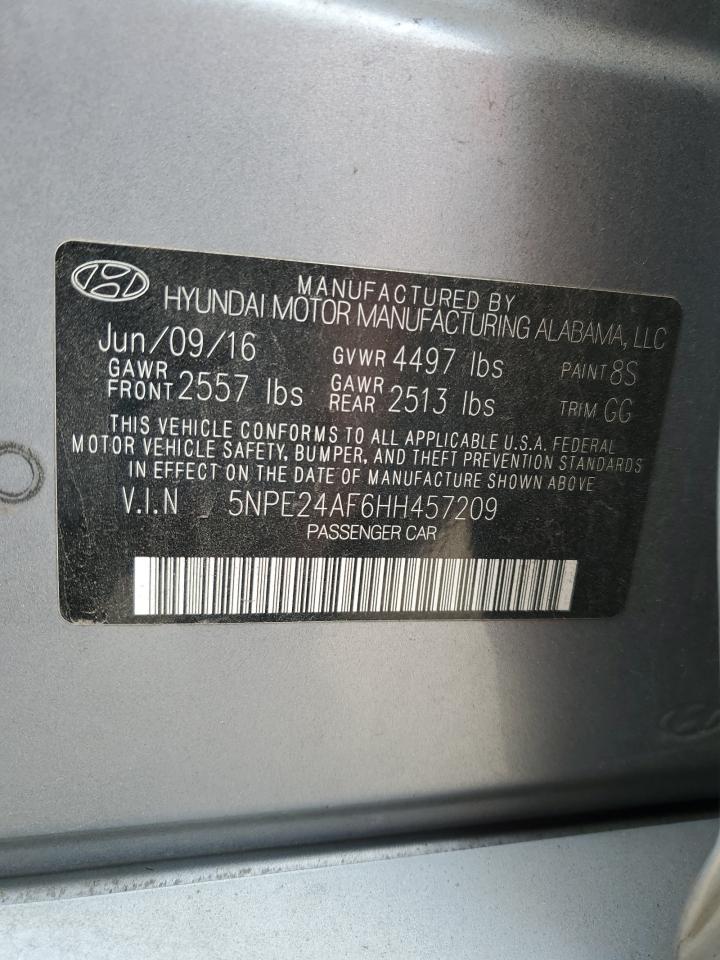 MANUFACTURED BY
HYUNDAI MOTOR MANUFACTURING ALABAMA, LLC
Jun/09/16 GVWR 4497 lbs PAINT 8S
GAWR FRONT 2557 lbs GAWR REAR 2513 lbs TRIM GG
THIS VEHICLE CONFORMS TO ALL APPLICABLE U.S.A. FEDERAL
MOTOR VEHICLE SAFETY, BUMPER, AND THEFT PREVENTION STANDARDS
IN EFFECT ON THE DATE OF MANUFACTURE SHOWN ABOVE
V.I.N 5NPE24AF6HH457209
PASSENGER CAR